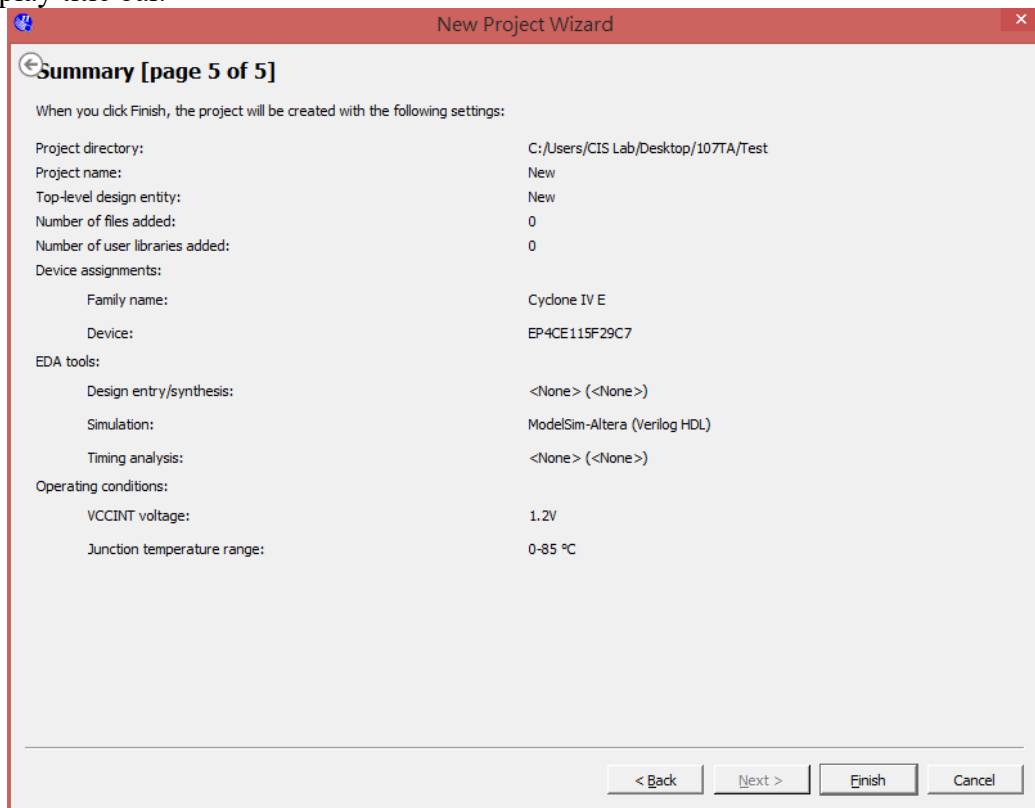 New Project Wizard
Summary [page 5 of 5]
When you click Finish, the project will be created with the following settings:
Project directory: C:/Users/CIS Lab/Desktop/107TA/Test
Project name: New
Top-level design entity: New
Number of files added: 0
Number of user libraries added: 0
Device assignments:
Family name: Cyclone IV E
Device: EP4CE115F29C7
EDA tools:
Design entry/synthesis: <None> (<None>)
Simulation: ModelSim-Altera (Verilog HDL)
Timing analysis: <None> (<None>)
Operating conditions:
VCCINT voltage: 1.2V
Junction temperature range: 0-85 ºC
< Back Next > Finish Cancel